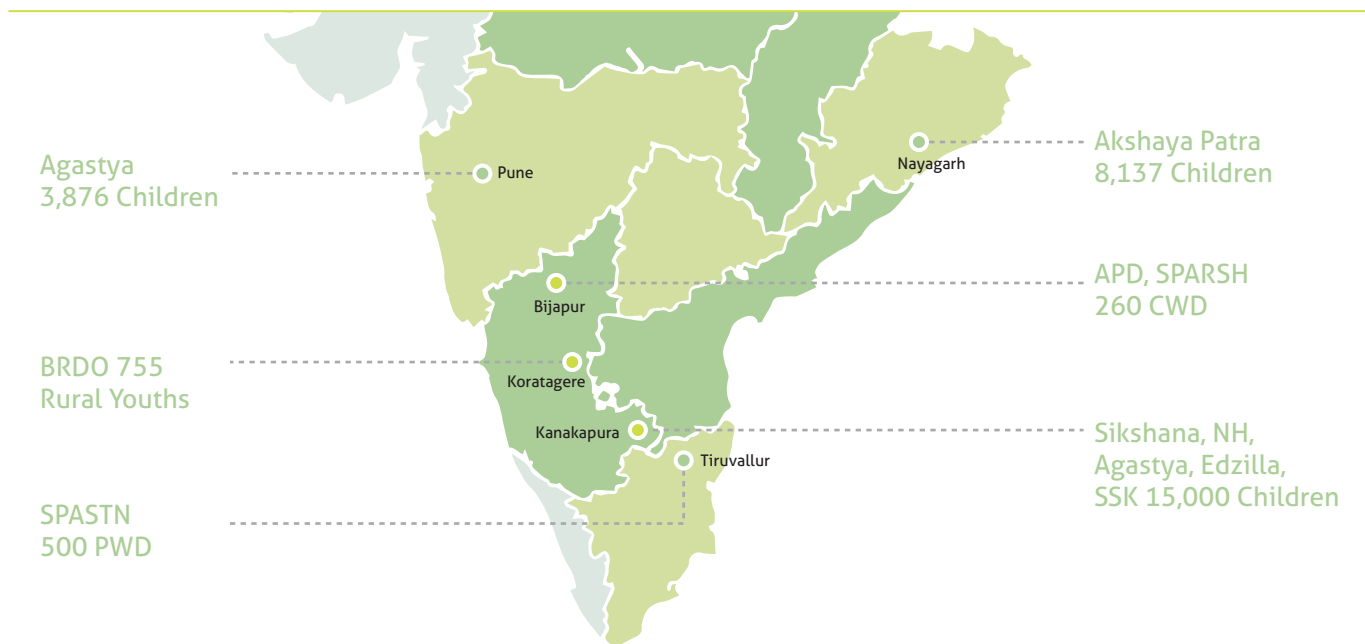 Agastya
3,876 Children
Pune
Nayagarh
Akshaya Patra
8,137 Children
Bijapur
APD, SPARSH
260 CWD
BRDO 755
Rural Youths
Koratagere
Kanakapura
Sikshana, NH,
Agastya, Edzilla,
SSK 15,000 Children
Tiruvallur
SPASTN
500 PWD